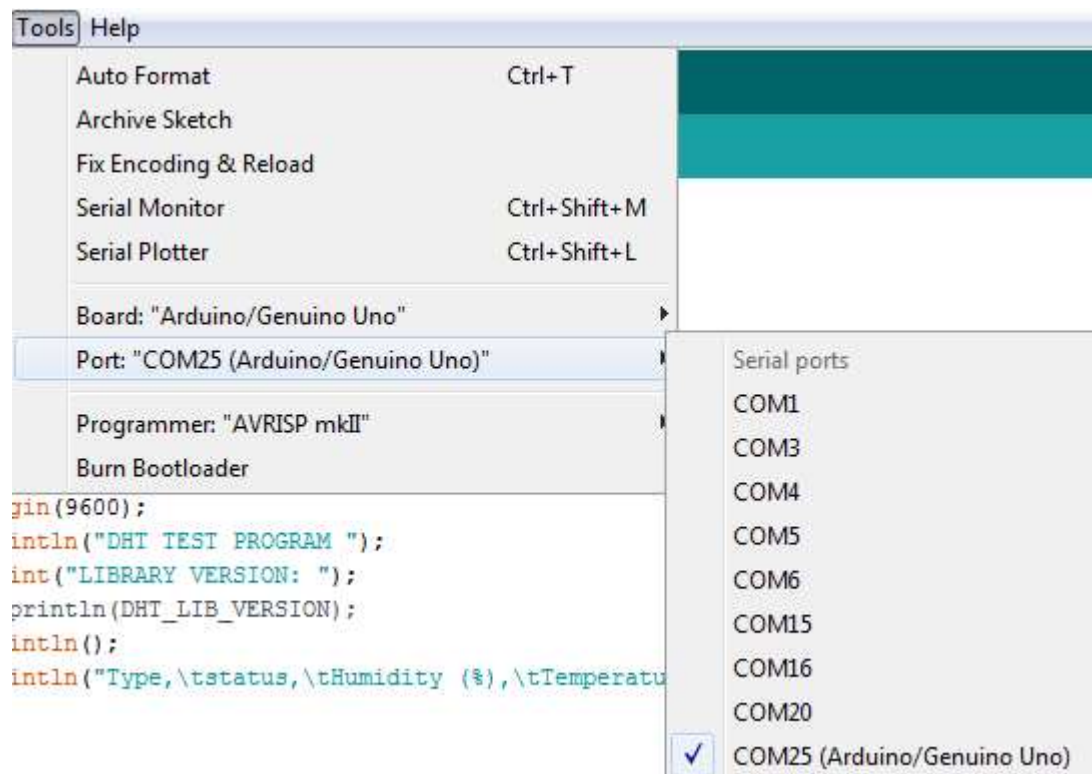 Tools Help
Auto Format Ctrl+T
Archive Sketch
Fix Encoding & Reload
Serial Monitor Ctrl+Shift+M
Serial Plotter Ctrl+Shift+L
Board: "Arduino/Genuino Uno"
Port: "COM25 (Arduino/Genuino Uno)"
Programmer: "AVRISP mkII"
Burn Bootloader
Serial ports
COM1
COM3
COM4
COM5
COM6
COM15
COM16
COM20
COM25 (Arduino/Genuino Uno)
gin(9600);
intln("DHT TEST PROGRAM ");
int("LIBRARY VERSION: ");
println(DHT_LIB_VERSION);
intln();
intln("Type,\tstatus,\tHumidity (%),\tTemperatu